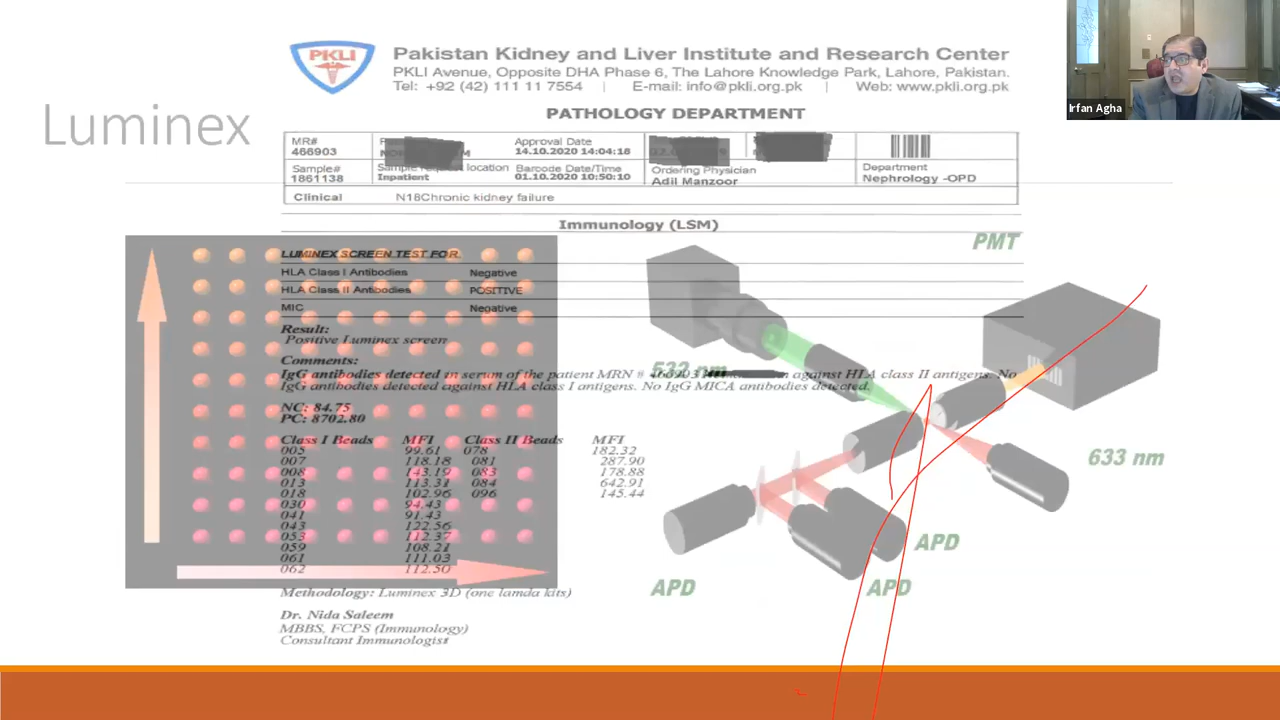 PKLI
Pakistan Kidney and Liver Institute and Research Center
PKLI Avenue, Opposite DHA Phase 6, The Lahore Knowledge Park, Lahore, Pakistan.
Tel: +92 (42) 111 11 7554 | E-mail: info@pkli.org.pk | Web: www.pkli.org.pk
Irfan Agha
Luminex
PATHOLOGY DEPARTMENT
MR# Approval Date
466903 14.10.2020 14:04:18
Sample# Sample request location Barcode Date/Time Ordering Physician Department
1861138 Inpatient 01.10.2020 10:50:10 Adil Manzoor Nephrology -OPD
Clinical N18Chronic kidney failure
Immunology (LSM)
PMT
LUMINEX SCREEN TEST FOR
HLA Class I Antibodies Negative
HLA Class II Antibodies POSITIVE
MIC Negative
Result:
Positive Luminex screen
Comments:
532 nm
IgG antibodies detected in serum of the patient MRN # 466903 against HLA class II antigens. No
IgG antibodies detected against HLA class I antigens. No IgG MICA antibodies detected.
NC: 84.75
PC: 8702.80
Class I Beads MFI Class II Beads MFI
005 99.61 078 182.32
007 118.18 081 287.90
008 143.19 083 178.88
013 113.31 084 642.91
018 102.96 096 145.44
030 94.43
041 91.43
043 122.56
053 112.37
059 108.21
061 111.03
062 112.50
633 nm
APD
APD
APD
Methodology: Luminex 3D (one lamda kits)
Dr. Nida Saleem
MBBS, FCPS (Immunology)
Consultant Immunologist